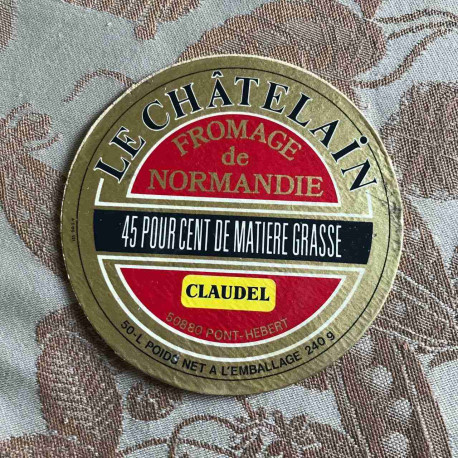 LE CHÂTELAiN
FROMAGE
de
NORMANDIE
45 POUR CENT DE MATIERE GRASSE
CLAUDEL
50880 PONT-HEBERT
50-L POIDS NET A L'EMBALLAGE 240 g